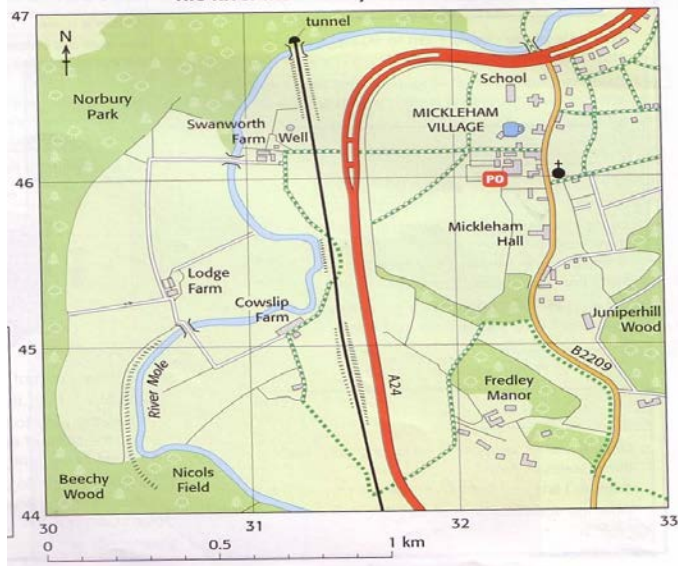 47
tunnel
N
School
Norbury
Park
MICKLEHAM
VILLAGE
Swanworth
Farm
Well
46
PO
Mickleham
Hall
Lodge
Farm
Cowslip
Farm
Juniperhill
Wood
45
B2209
River Mole
A24
Fredley
Manor
Beechy
Wood
Nicols
Field
44
30
31
32
33
0
0.5
1 km